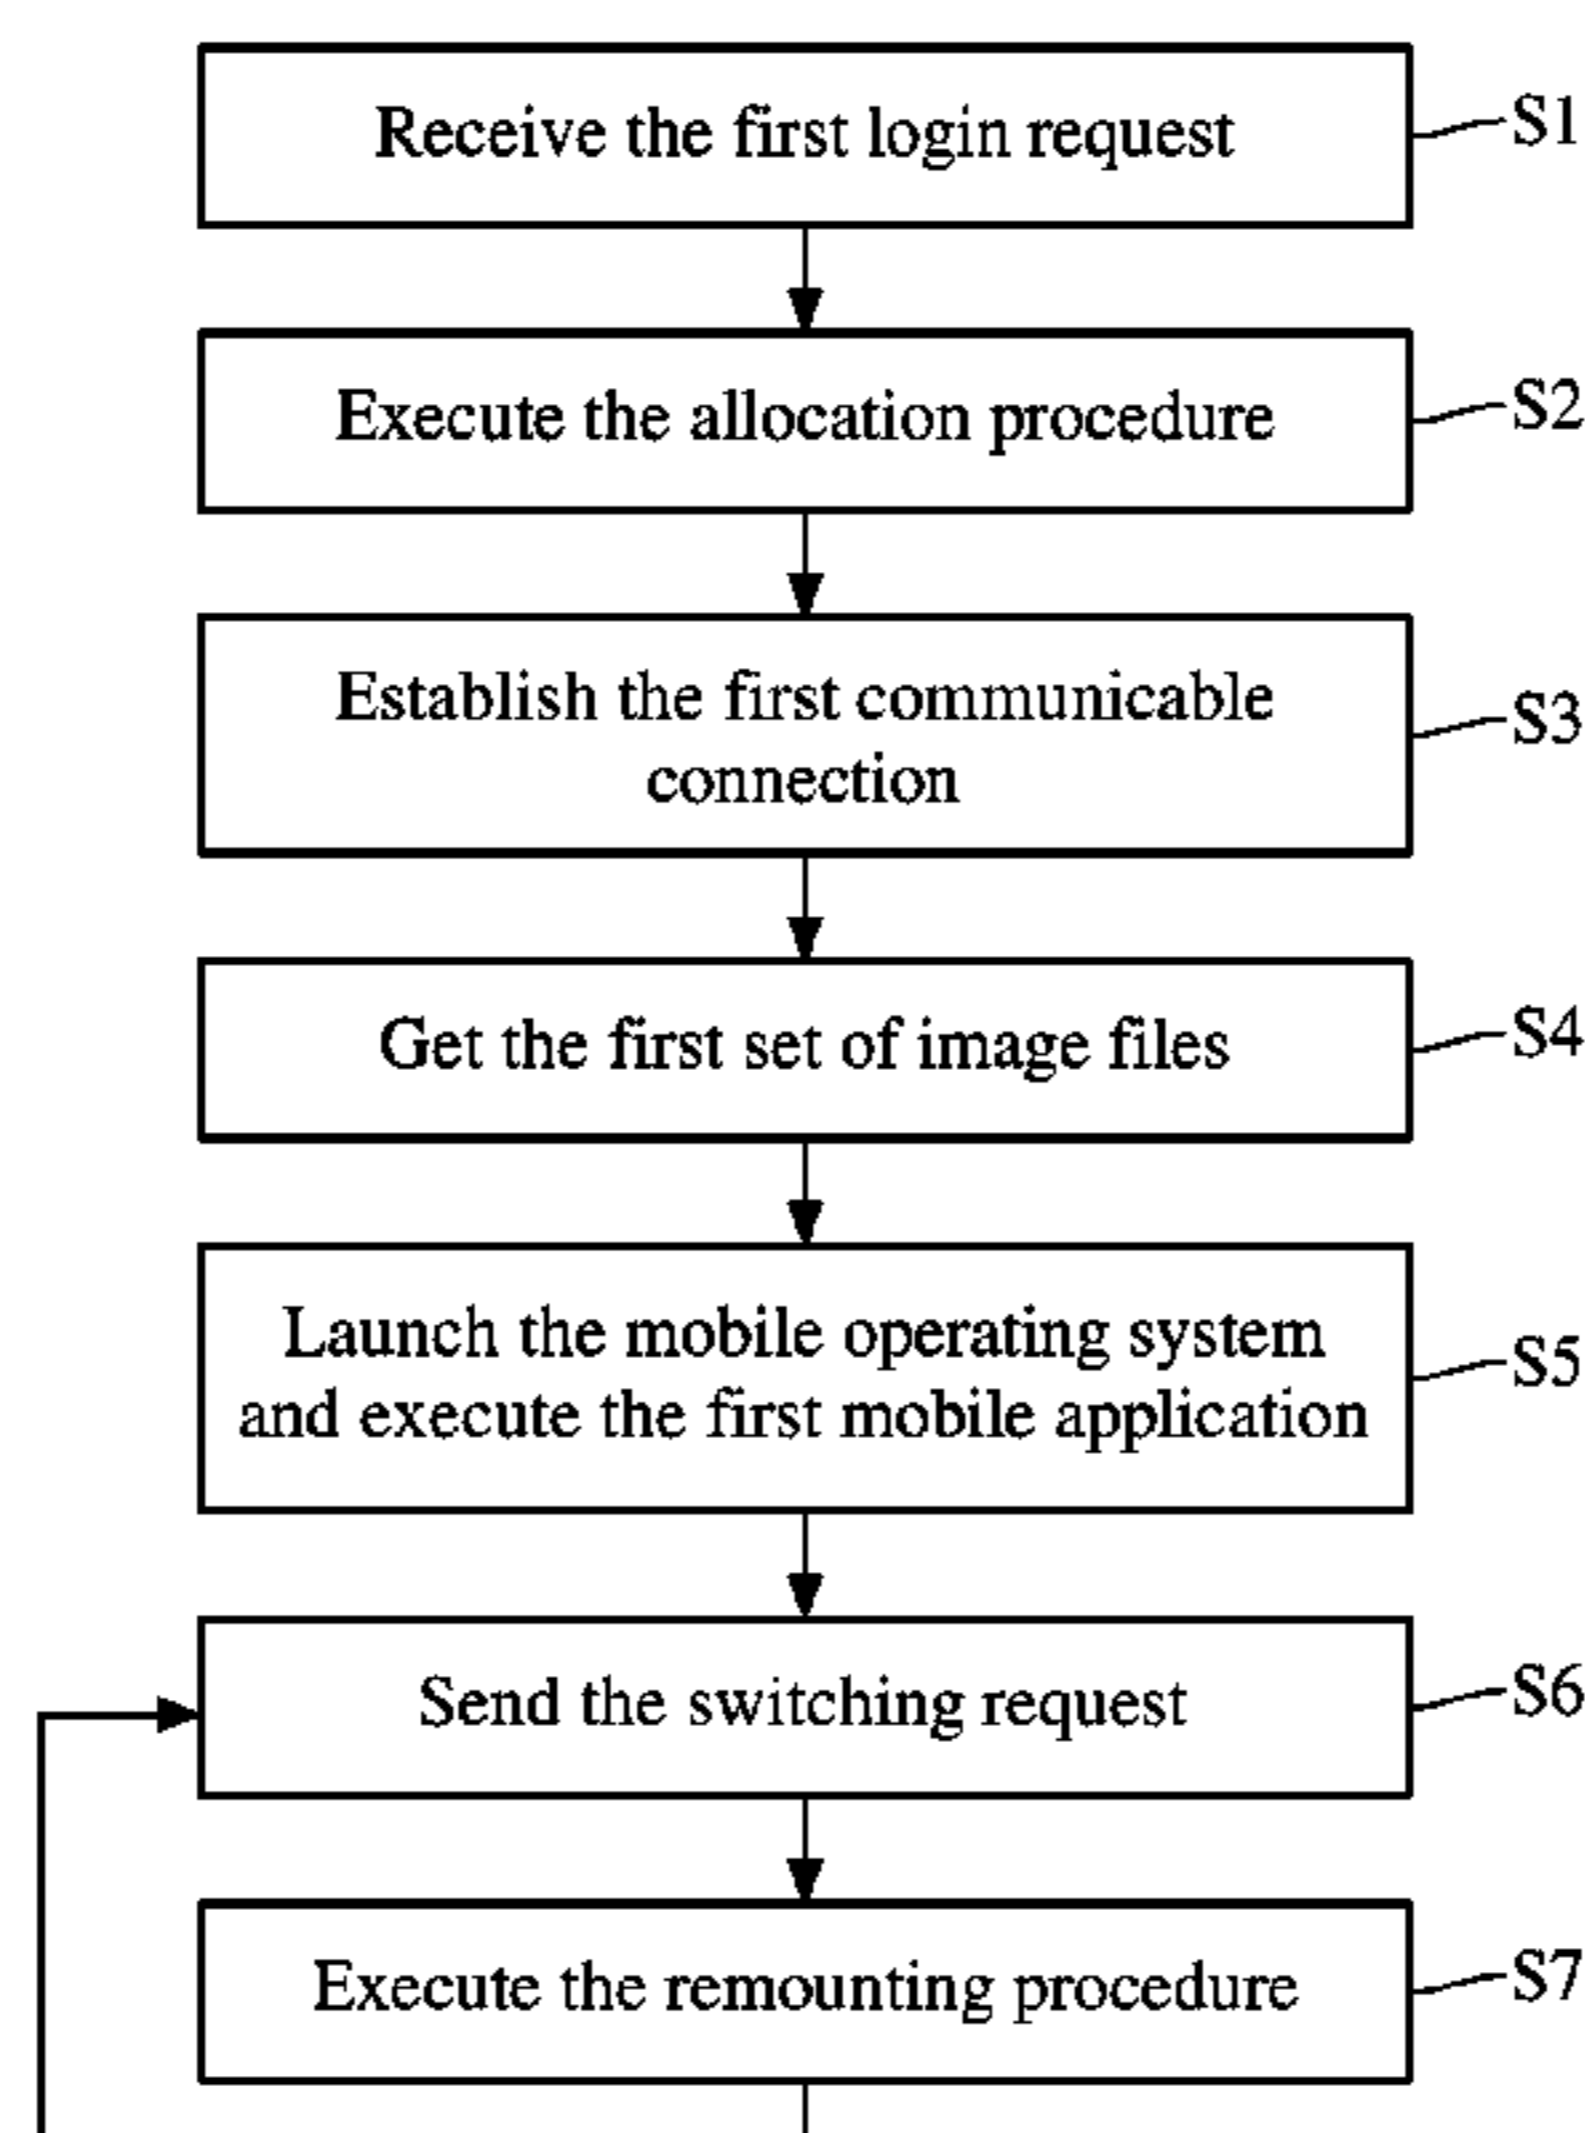 Receive the first login request
S1
Execute the allocation procedure
S2
Establish the first communicable
connection
S3
Get the first set of image files
S4
Launch the mobile operating system
and execute the first mobile application
S5
Send the switching request
S6
Execute the remounting procedure
S7